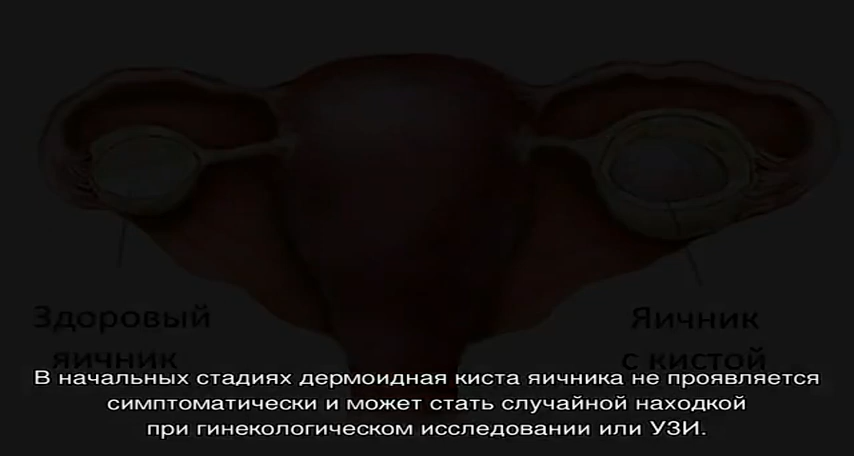 Здоровый
яичник
Яичник
с кистой
В начальных стадиях дермоидная киста яичника не проявляется
симптоматически и может стать случайной находкой
при гинекологическом исследовании или УЗИ.